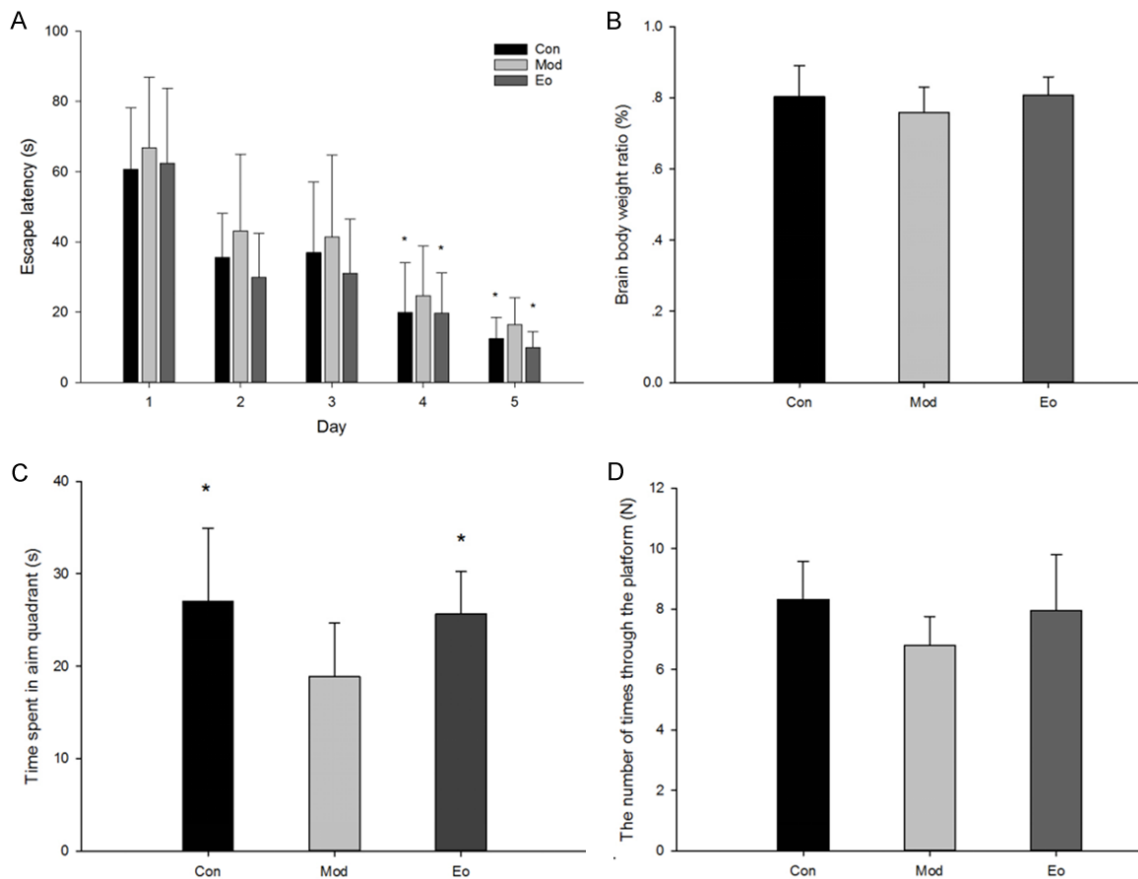 A
Escape latency (s)
100
80
60
40
20
0
Con
Mod
Eo
* *
* *
1 2 3 4 5
Day
B
Brain body weight ratio (%)
1.0
.8
.6
.4
.2
0.0
Con Mod Eo
C
Time spent in aim quadrant (s)
40
30
20
10
0
* *
Con Mod Eo
D
The number of times through the platform (N)
12
10
8
6
4
2
0
.
Con Mod Eo